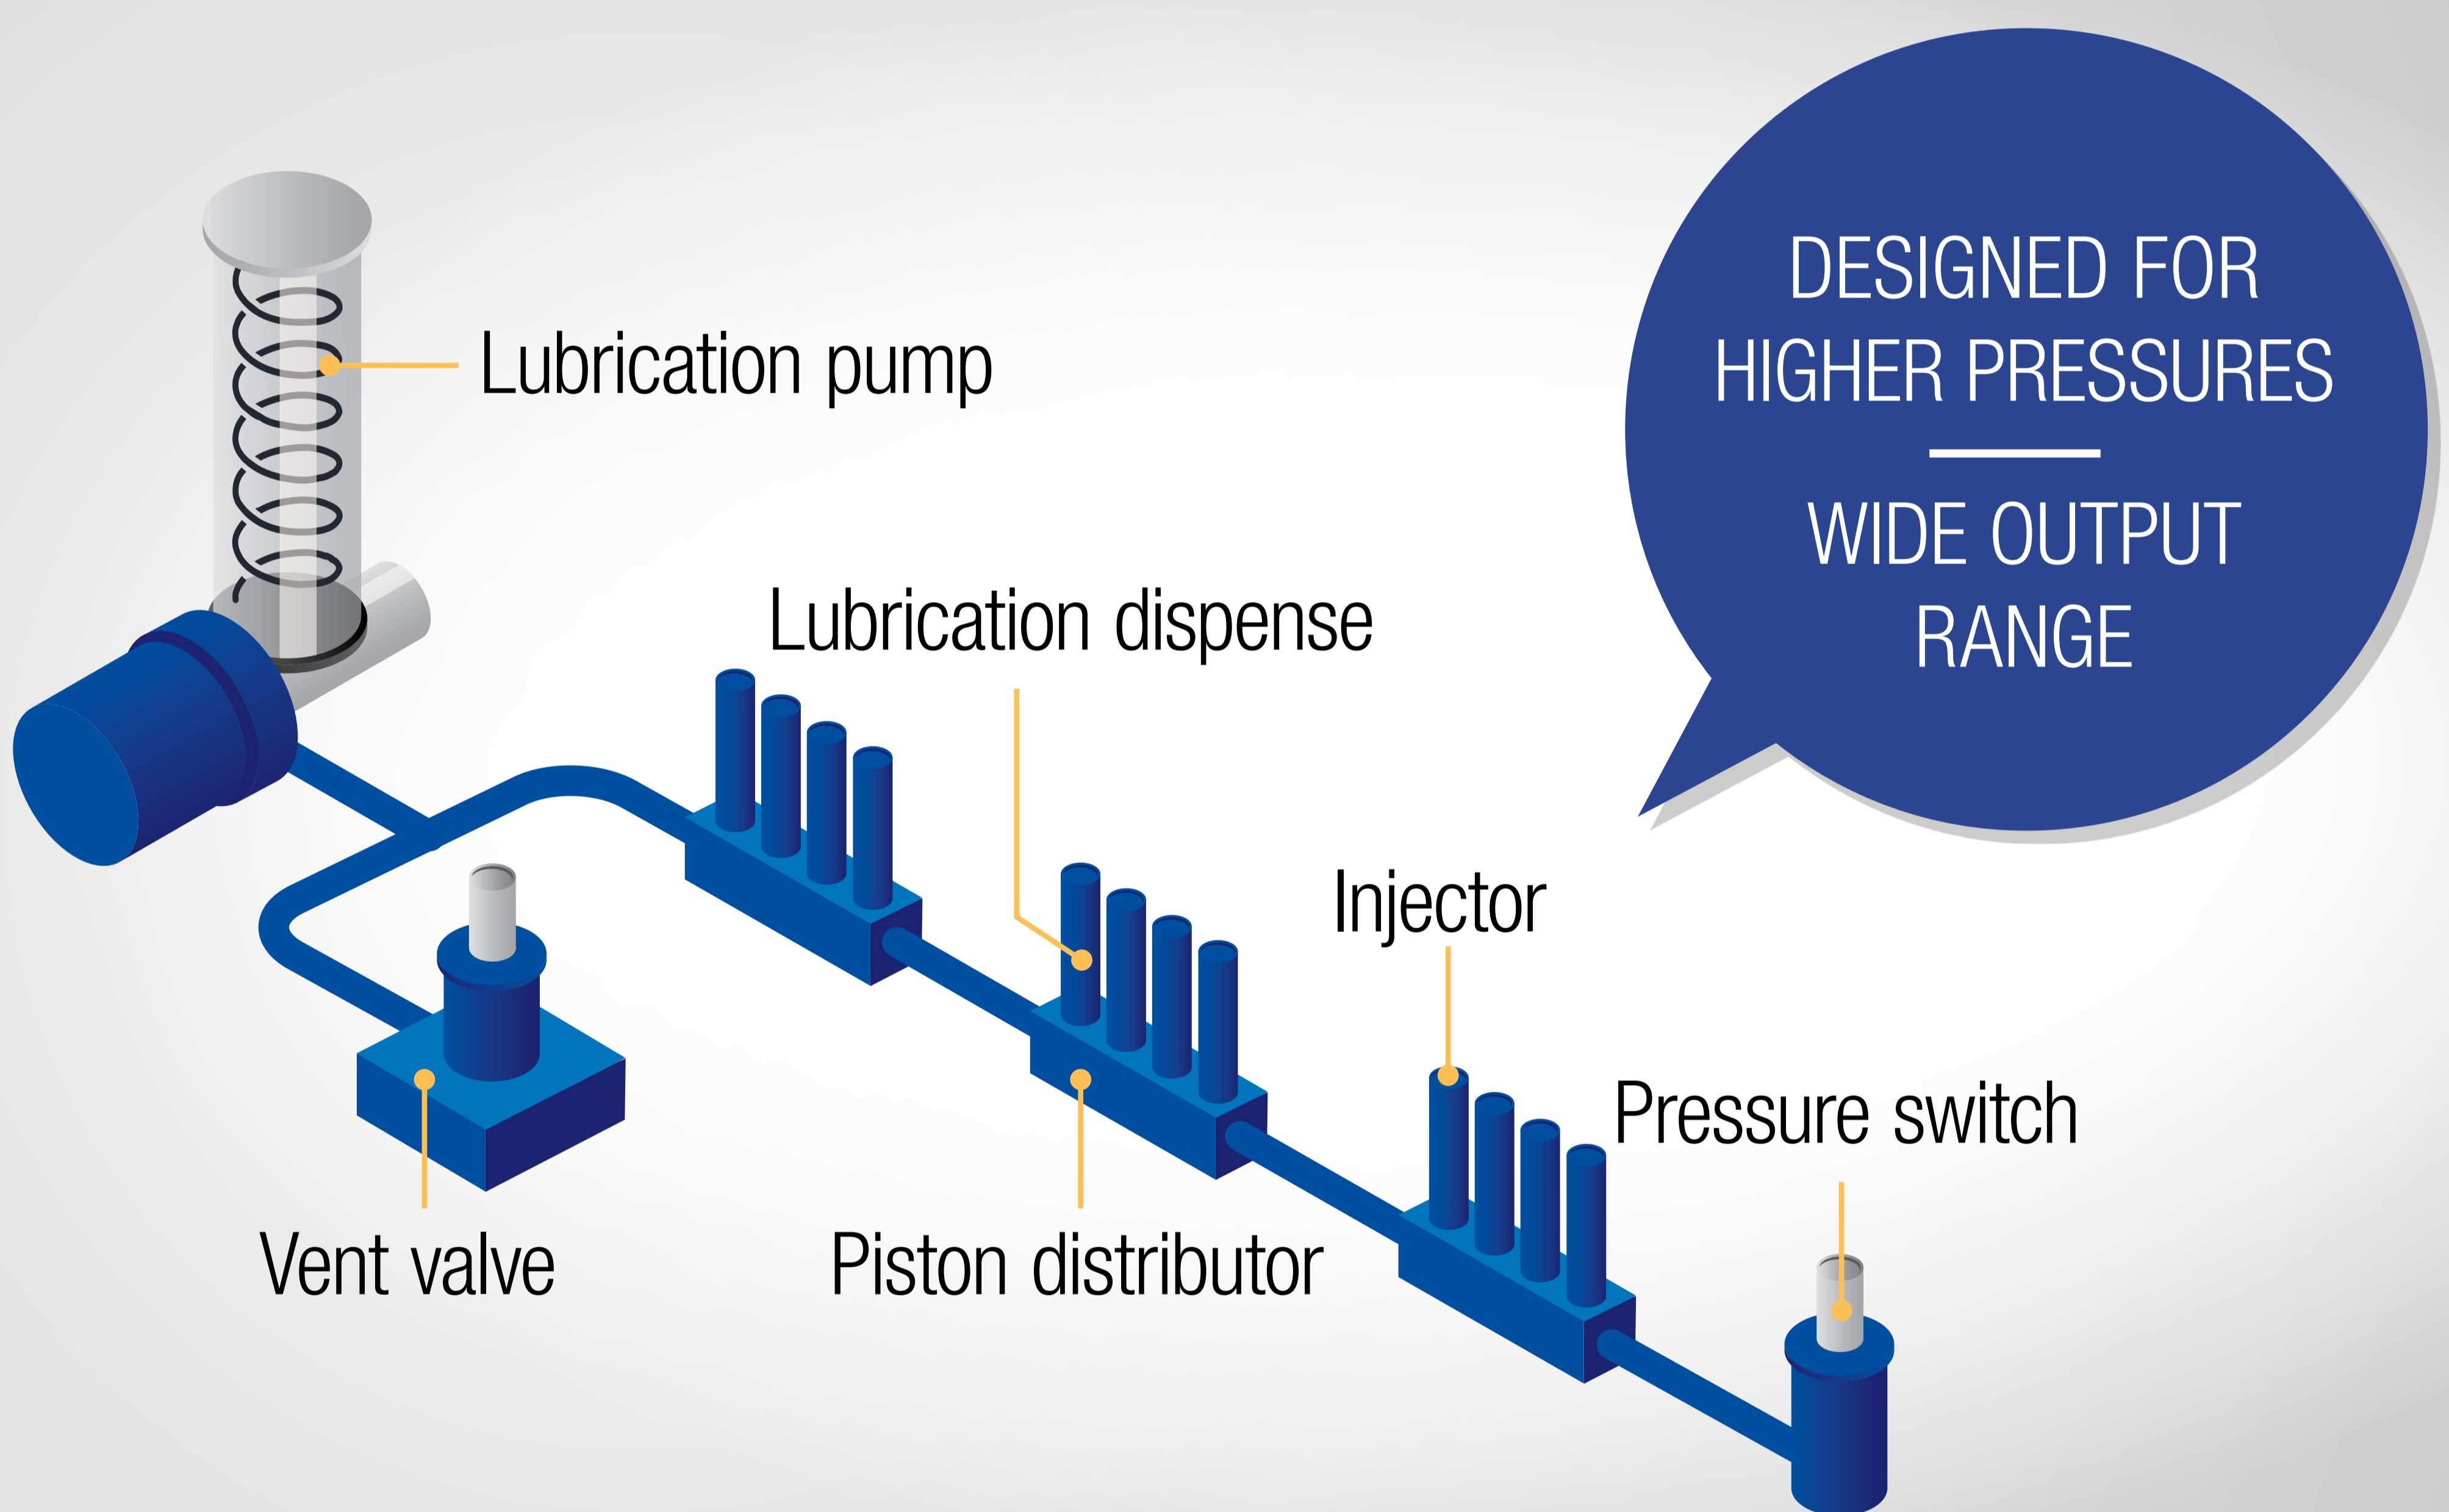 DESIGNED FOR
HIGHER PRESSURES
WIDE OUTPUT
RANGE
Lubrication pump
Lubrication dispense
Injector
Pressure switch
Vent valve
Piston distributor